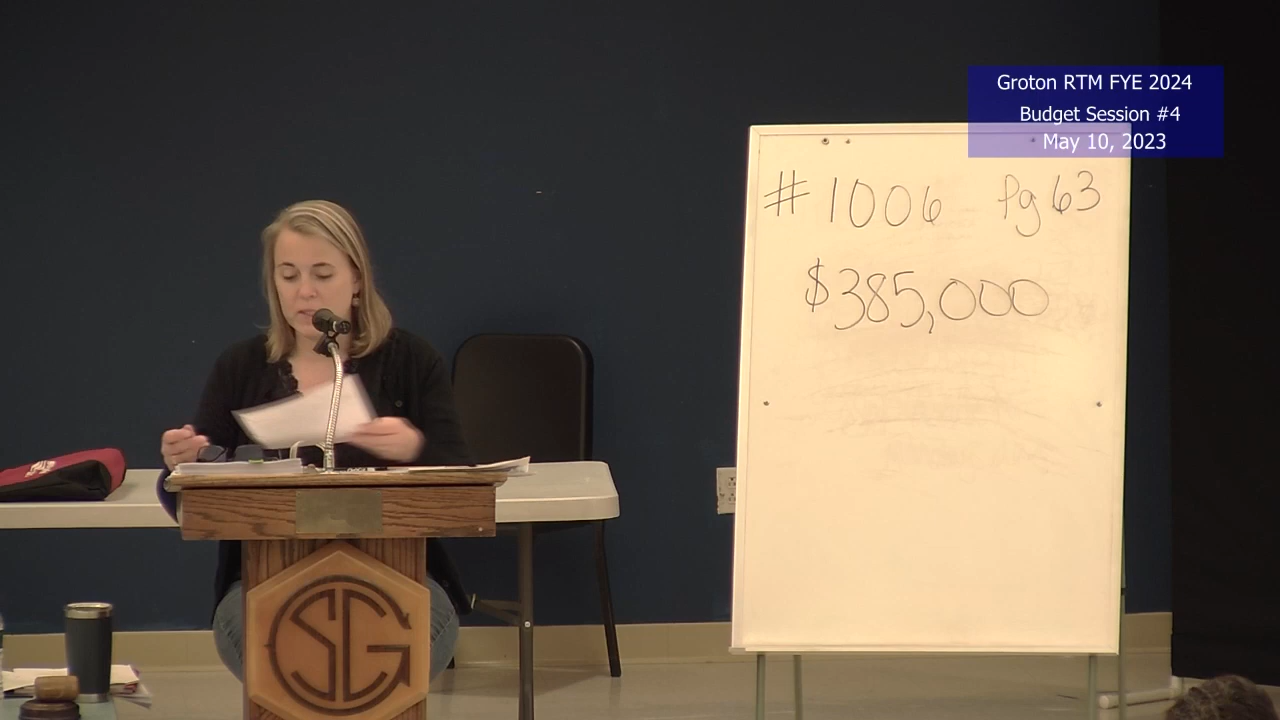 Groton RTM FYE 2024
Budget Session #4
May 10, 2023
#1006 Pg 63
$385,000
SG